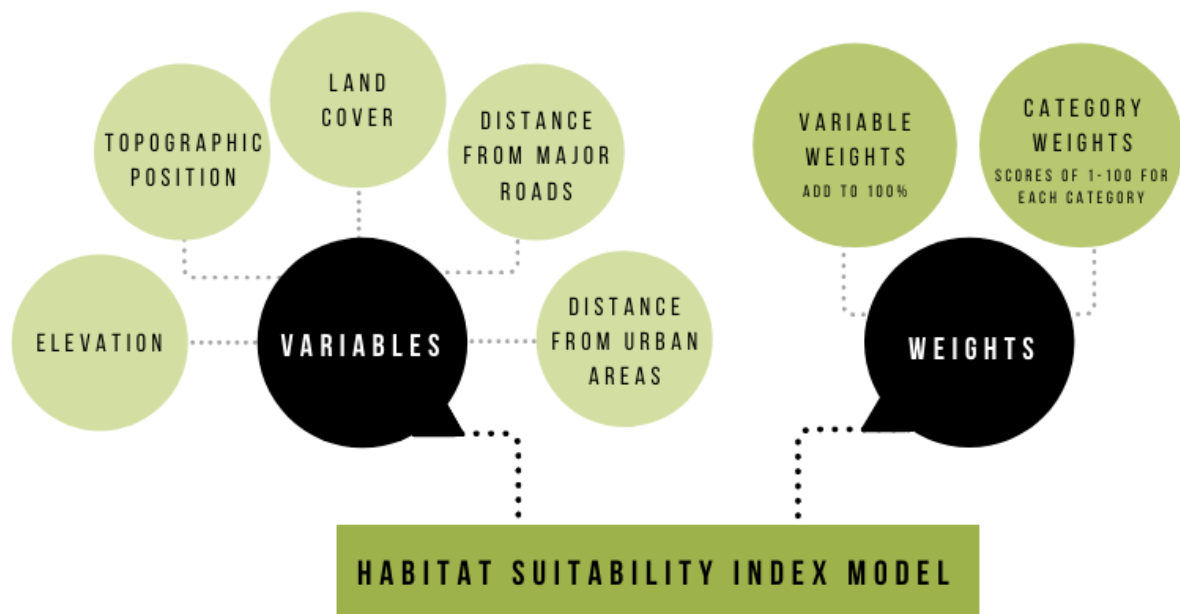 LAND
COVER
TOPOGRAPHIC
POSITION
DISTANCE
FROM MAJOR
ROADS
ELEVATION
VARIABLES
DISTANCE
FROM URBAN
AREAS
VARIABLE
WEIGHTS
ADD TO 100%
CATEGORY
WEIGHTS
SCORES OF 1-100 FOR
EACH CATEGORY
WEIGHTS
HABITAT SUITABILITY INDEX MODEL